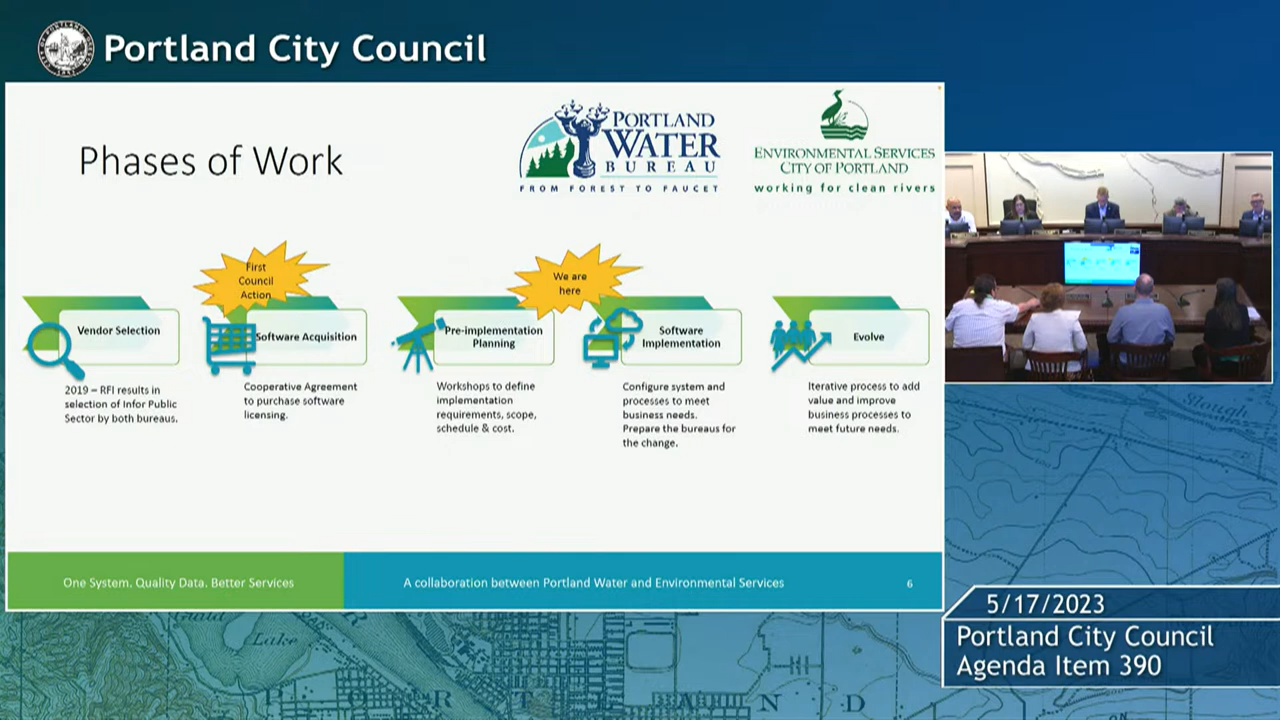 Portland City Council
Phases of Work
PORTLAND
WATER
BUREAU
FROM FOREST TO FAUCET
ENVIRONMENTAL SERVICES
CITY OF PORTLAND
working for clean rivers
First
Council
Action
We are
here
Vendor Selection
2019 – RFI results in
selection of Infor Public
Sector by both bureaus.
Software Acquisition
Cooperative Agreement
to purchase software
licensing.
Pre-implementation
Planning
Workshops to define
implementation
requirements, scope,
schedule & cost.
Software
Implementation
Configure system and
processes to meet
business needs.
Prepare the bureaus for
the change.
Evolve
Iterative process to add
value and improve
business processes to
meet future needs.
One System. Quality Data. Better Services
A collaboration between Portland Water and Environmental Services
6
5/17/2023
Portland City Council
Agenda Item 390
Slough
Guild
Lake
R T L A N D